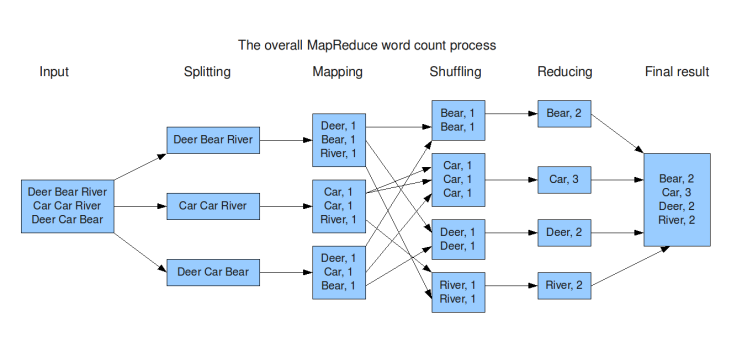 The overall MapReduce word count process
Input
Splitting
Mapping
Shuffling
Reducing
Final result
Deer Bear River
Car Car River
Deer Car Bear
Deer Bear River
Car Car River
Deer Car Bear
Deer, 1
Bear, 1
River, 1
Car, 1
Car, 1
River, 1
Deer, 1
Car, 1
Bear, 1
Bear, 1
Bear, 1
Car, 1
Car, 1
Car, 1
Deer, 1
Deer, 1
River, 1
River, 1
Bear, 2
Car, 3
Deer, 2
River, 2
Bear, 2
Car, 3
Deer, 2
River, 2